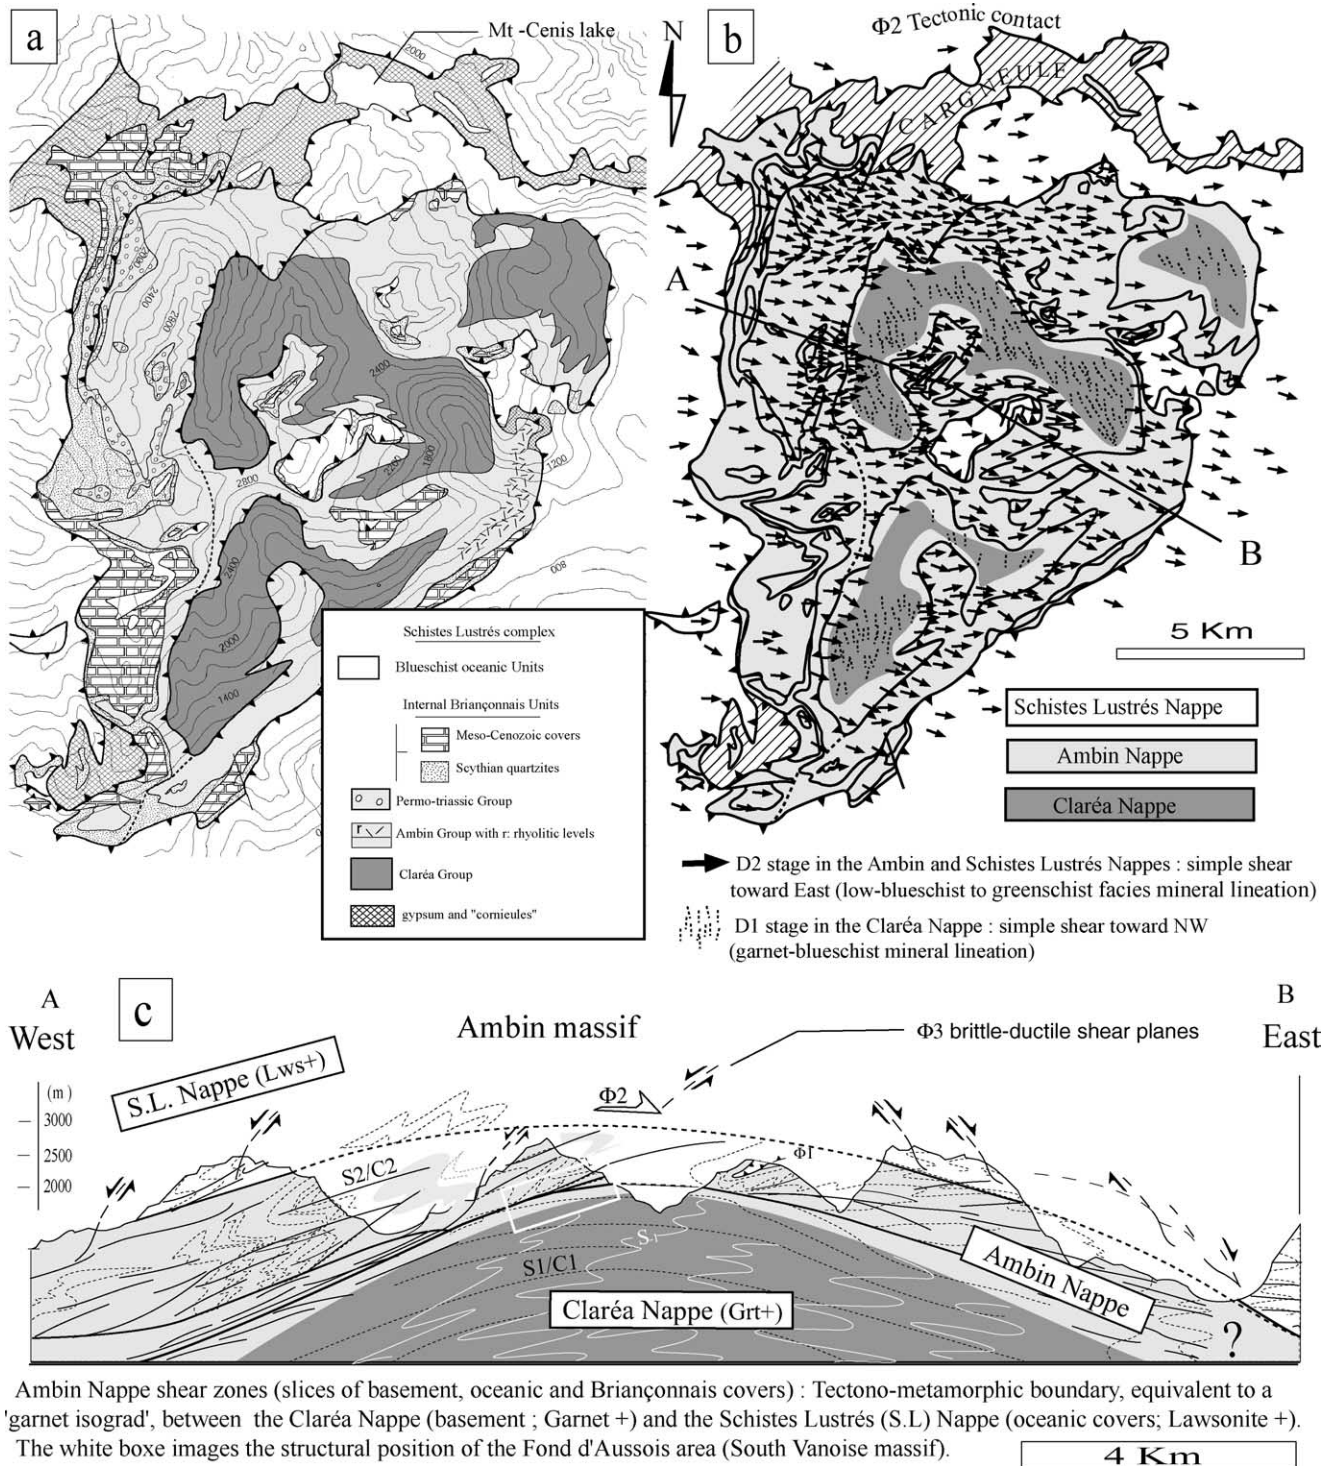 a
Mt -Cenis lake
2000
2000
2400
2800
2400
2200
1800
2800
1200
2400
800
2000
1400
Schistes Lustrés complex
Blueschist oceanic Units
Internal Briançonnais Units
Meso-Cenozoic covers
Scythian quartzites
Permo-triassic Group
r
Ambin Group with r: rhyolitic levels
Claréa Group
gypsum and "cornieules"
N
b
Φ2 Tectonic contact
CARGNEULE
A
B
5 Km
Schistes Lustrés Nappe
Ambin Nappe
Claréa Nappe
D2 stage in the Ambin and Schistes Lustrés Nappes : simple shear
toward East (low-blueschist to greenschist facies mineral lineation)
D1 stage in the Claréa Nappe : simple shear toward NW
(garnet-blueschist mineral lineation)
A
West
c
Ambin massif
Φ3 brittle-ductile shear planes
B
East
(m)
3000
2500
2000
S.L. Nappe (Lws+)
Φ2
Φ1
S2/C2
S1/C1
Claréa Nappe (Grt+)
Ambin Nappe
?
Ambin Nappe shear zones (slices of basement, oceanic and Briançonnais covers) : Tectono-metamorphic boundary, equivalent to a
'garnet isograd', between the Claréa Nappe (basement ; Garnet +) and the Schistes Lustrés (S.L) Nappe (oceanic covers; Lawsonite +).
The white boxe images the structural position of the Fond d'Aussois area (South Vanoise massif).
4 Km